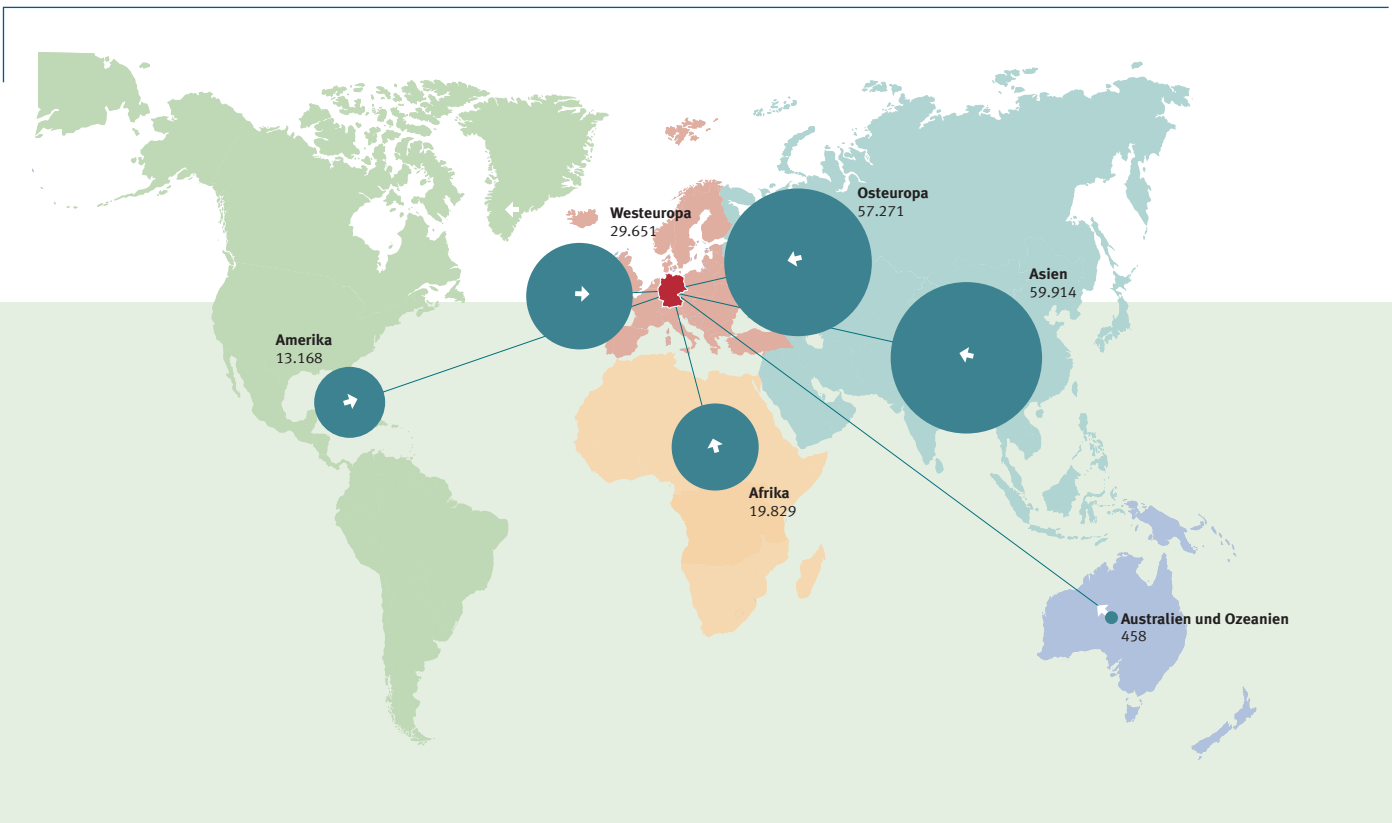 Osteuropa
57.271
Westeuropa
29.651
Asien
59.914
Amerika
13.168
Afrika
19.829
Australien und Ozeanien
458